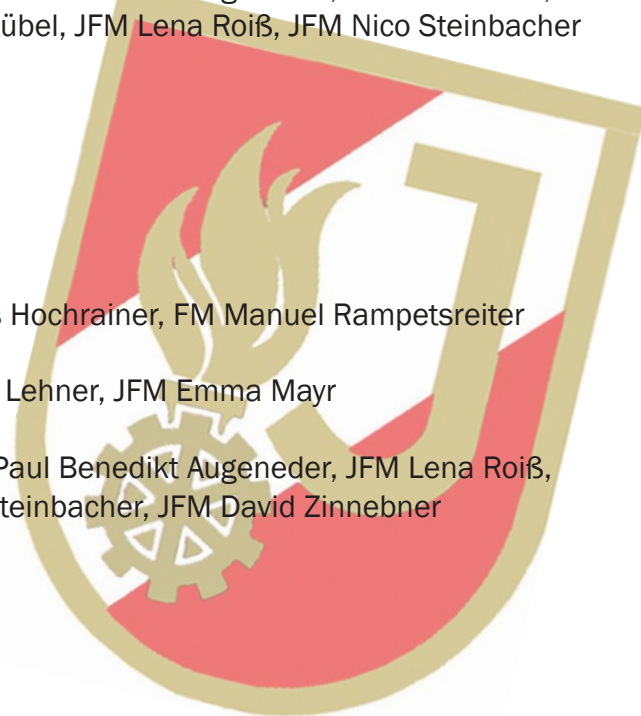 übel, JFM Lena Roiß, JFM Nico Steinbacher
s Hochrainer, FM Manuel Rampetsreiter
Lehner, JFM Emma Mayr
Paul Benedikt Augeneder, JFM Lena Roiß,
teinbacher, JFM David Zinnebner
J